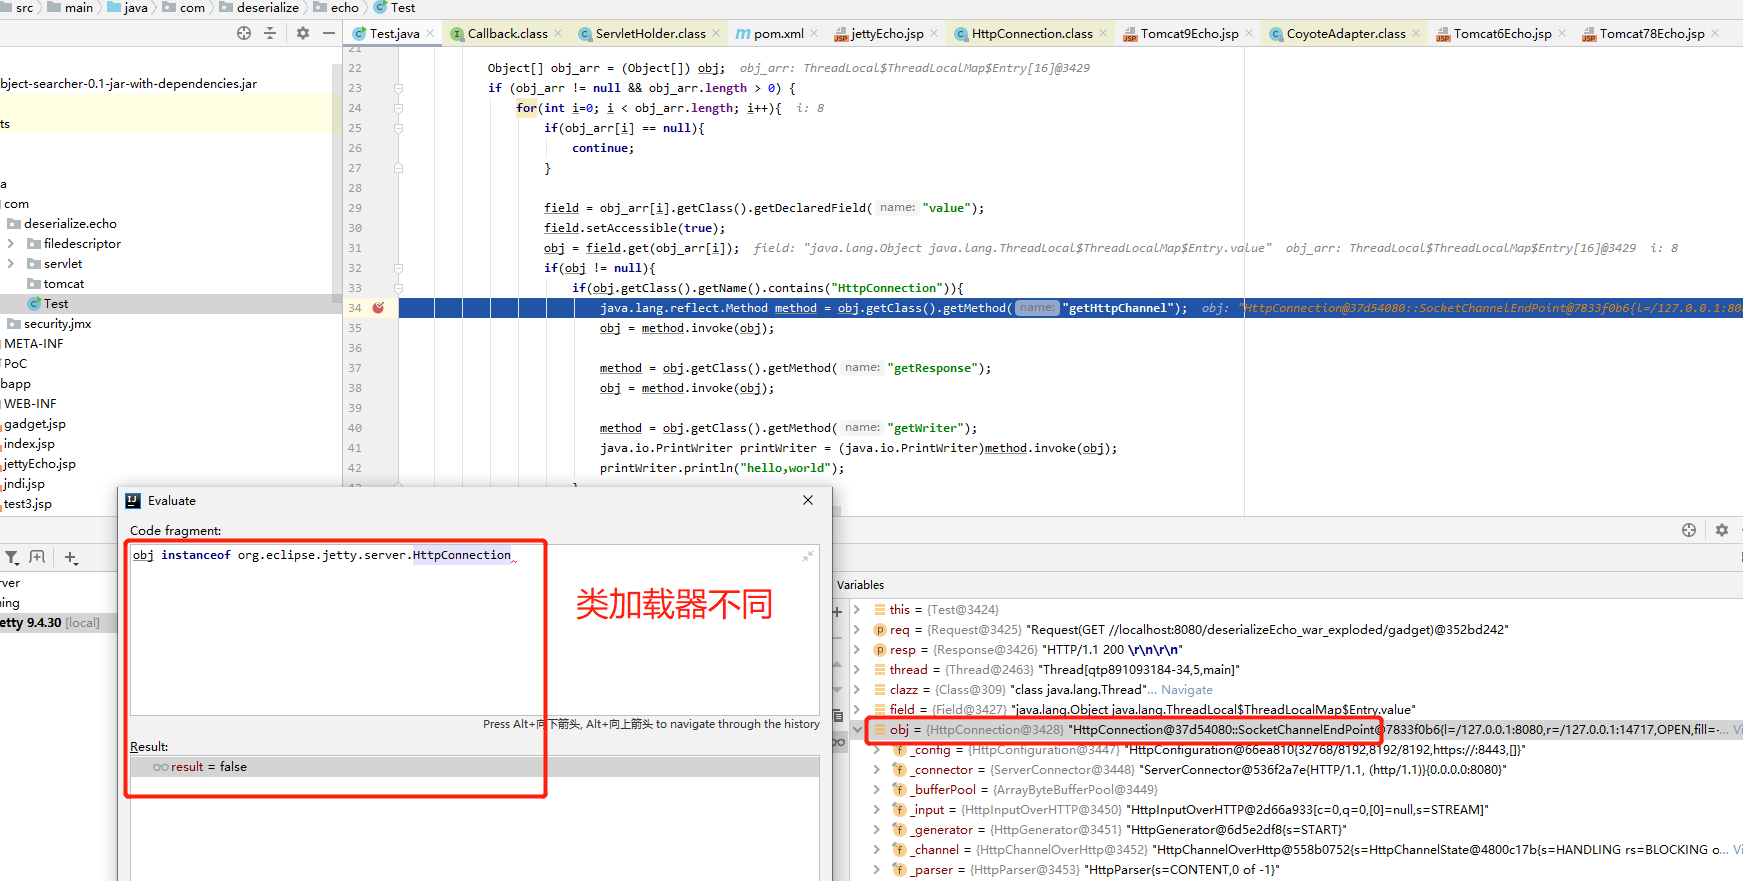 src main java com deserialize echo Test
Test.java Callback.class ServletHolder.class pom.xml jettyEcho.jsp HttpConnection.class Tomcat9Echo.jsp CoyoteAdapter.class Tomcat6Echo.jsp Tomcat78Echo.jsp
bject-searcher-0.1-jar-with-dependencies.jar
ts
a
com
deserialize.echo
filedescriptor
servlet
tomcat
Test
security.jmx
META-INF
PoC
bapp
WEB-INF
gadget.jsp
index.jsp
jettyEcho.jsp
jndi.jsp
test3.jsp
21
22 Object[] obj_arr = (Object[]) obj; obj_arr: ThreadLocal$ThreadLocalMap$Entry[16]@3429
23 if (obj_arr != null && obj_arr.length > 0) {
24 for(int i=0; i < obj_arr.length; i++){ i: 8
25 if(obj_arr[i] == null){
26 continue;
27 }
28
29 field = obj_arr[i].getClass().getDeclaredField( name: "value");
30 field.setAccessible(true);
31 obj = field.get(obj_arr[i]); field: "java.lang.Object java.lang.ThreadLocal$ThreadLocalMap$Entry.value" obj_arr: ThreadLocal$ThreadLocalMap$Entry[16]@3429 i: 8
32 if(obj != null){
33 if(obj.getClass().getName().contains("HttpConnection")){
34 java.lang.reflect.Method method = obj.getClass().getMethod( name: "getHttpChannel"); obj: "HttpConnection@37d54080::SocketChannelEndPoint@7833f0b6{l=/127.0.0.1:80
35 obj = method.invoke(obj);
36
37 method = obj.getClass().getMethod( name: "getResponse");
38 obj = method.invoke(obj);
39
40 method = obj.getClass().getMethod( name: "getWriter");
41 java.io.PrintWriter printWriter = (java.io.PrintWriter)method.invoke(obj);
42 printWriter.println("hello,world");
Evaluate
Code fragment:
obj instanceof org.eclipse.jetty.server.HttpConnection
类加载器不同
Press Alt+向下箭头, Alt+向上箭头 to navigate through the history
Result:
result = false
rver
ning
etty 9.4.30 [local]
Variables
this = {Test@3424}
req = {Request@3425} "Request(GET //localhost:8080/deserializeEcho_war_exploded/gadget)@352bd242"
resp = {Response@3426} "HTTP/1.1 200 \r\n\r\n"
thread = {Thread@2463} "Thread[qtp891093184-34,5,main]"
clazz = {Class@309} "class java.lang.Thread"... Navigate
field = {Field@3427} "java.lang.Object java.lang.ThreadLocal$ThreadLocalMap$Entry.value"
obj = {HttpConnection@3428} "HttpConnection@37d54080::SocketChannelEndPoint@7833f0b6{l=/127.0.0.1:8080,r=/127.0.0.1:14717,OPEN,fill=-... Vi
_config = {HttpConfiguration@3447} "HttpConfiguration@66ea810{32768/8192,8192/8192,https://:8443,[]}"
_connector = {ServerConnector@3448} "ServerConnector@536f2a7e{HTTP/1.1, (http/1.1)}{0.0.0.0:8080}"
_bufferPool = {ArrayByteBufferPool@3449}
_input = {HttpInputOverHTTP@3450} "HttpInputOverHTTP@2d66a933[c=0,q=0,[0]=null,s=STREAM]"
_generator = {HttpGenerator@3451} "HttpGenerator@6d5e2df8{s=START}"
_channel = {HttpChannelOverHttp@3452} "HttpChannelOverHttp@558b0752{s=HttpChannelState@4800c17b{s=HANDLING rs=BLOCKING o... Vi
_parser = {HttpParser@3453} "HttpParser{s=CONTENT,0 of -1}"